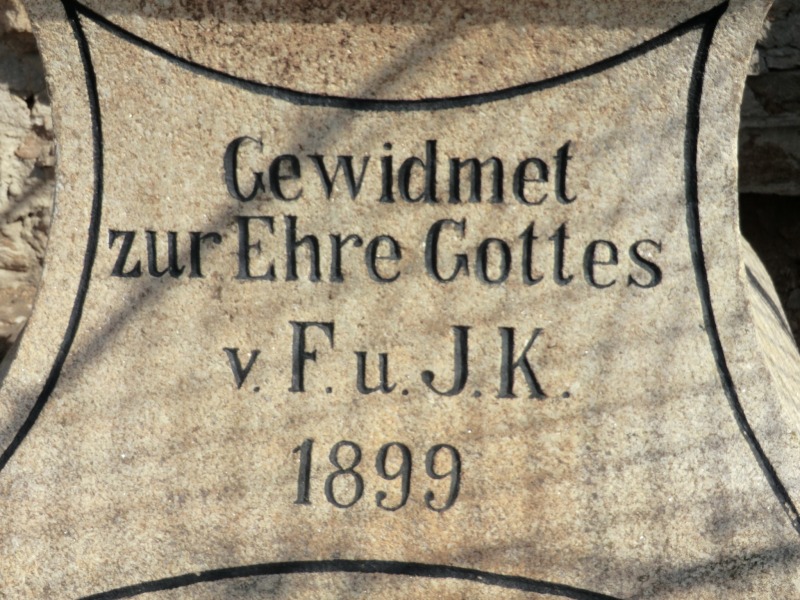 Gewidmet
zur Ehre Gottes
v. F. u. J. K.
1899